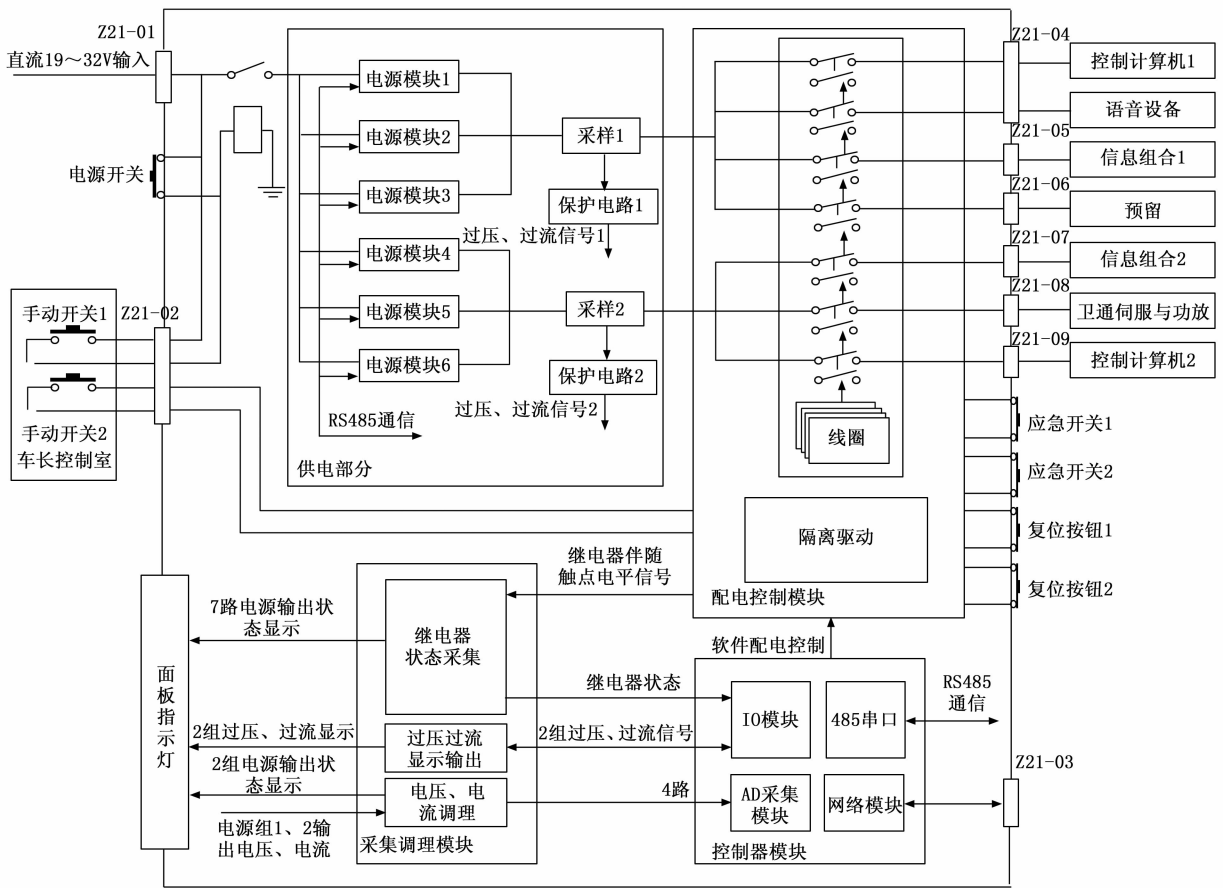 Z21-01
直流19～32V输入
电源开关
手动开关1
Z21-02
手动开关2
车长控制室
电源模块1
电源模块2
电源模块3
电源模块4
电源模块5
电源模块6
采样1
保护电路1
过压、过流信号1
采样2
保护电路2
过压、过流信号2
RS485通信
供电部分
线圈
隔离驱动
配电控制模块
Z21-04
控制计算机1
语音设备
Z21-05
信息组合1
Z21-06
预留
Z21-07
信息组合2
Z21-08
卫通伺服与功放
Z21-09
控制计算机2
应急开关1
应急开关2
复位按钮1
复位按钮2
继电器伴随
触点电平信号
7路电源输出状
态显示
继电器
状态采集
软件配电控制
面
板
指
示
灯
继电器状态
IO模块
485串口
RS485
通信
2组过压、过流显示
过压过流
显示输出
2组过压、过流信号
2组电源输出状
态显示
电压、电
流调理
4路
AD采集
模块
网络模块
Z21-03
电源组1、2输
出电压、电流
采集调理模块
控制器模块